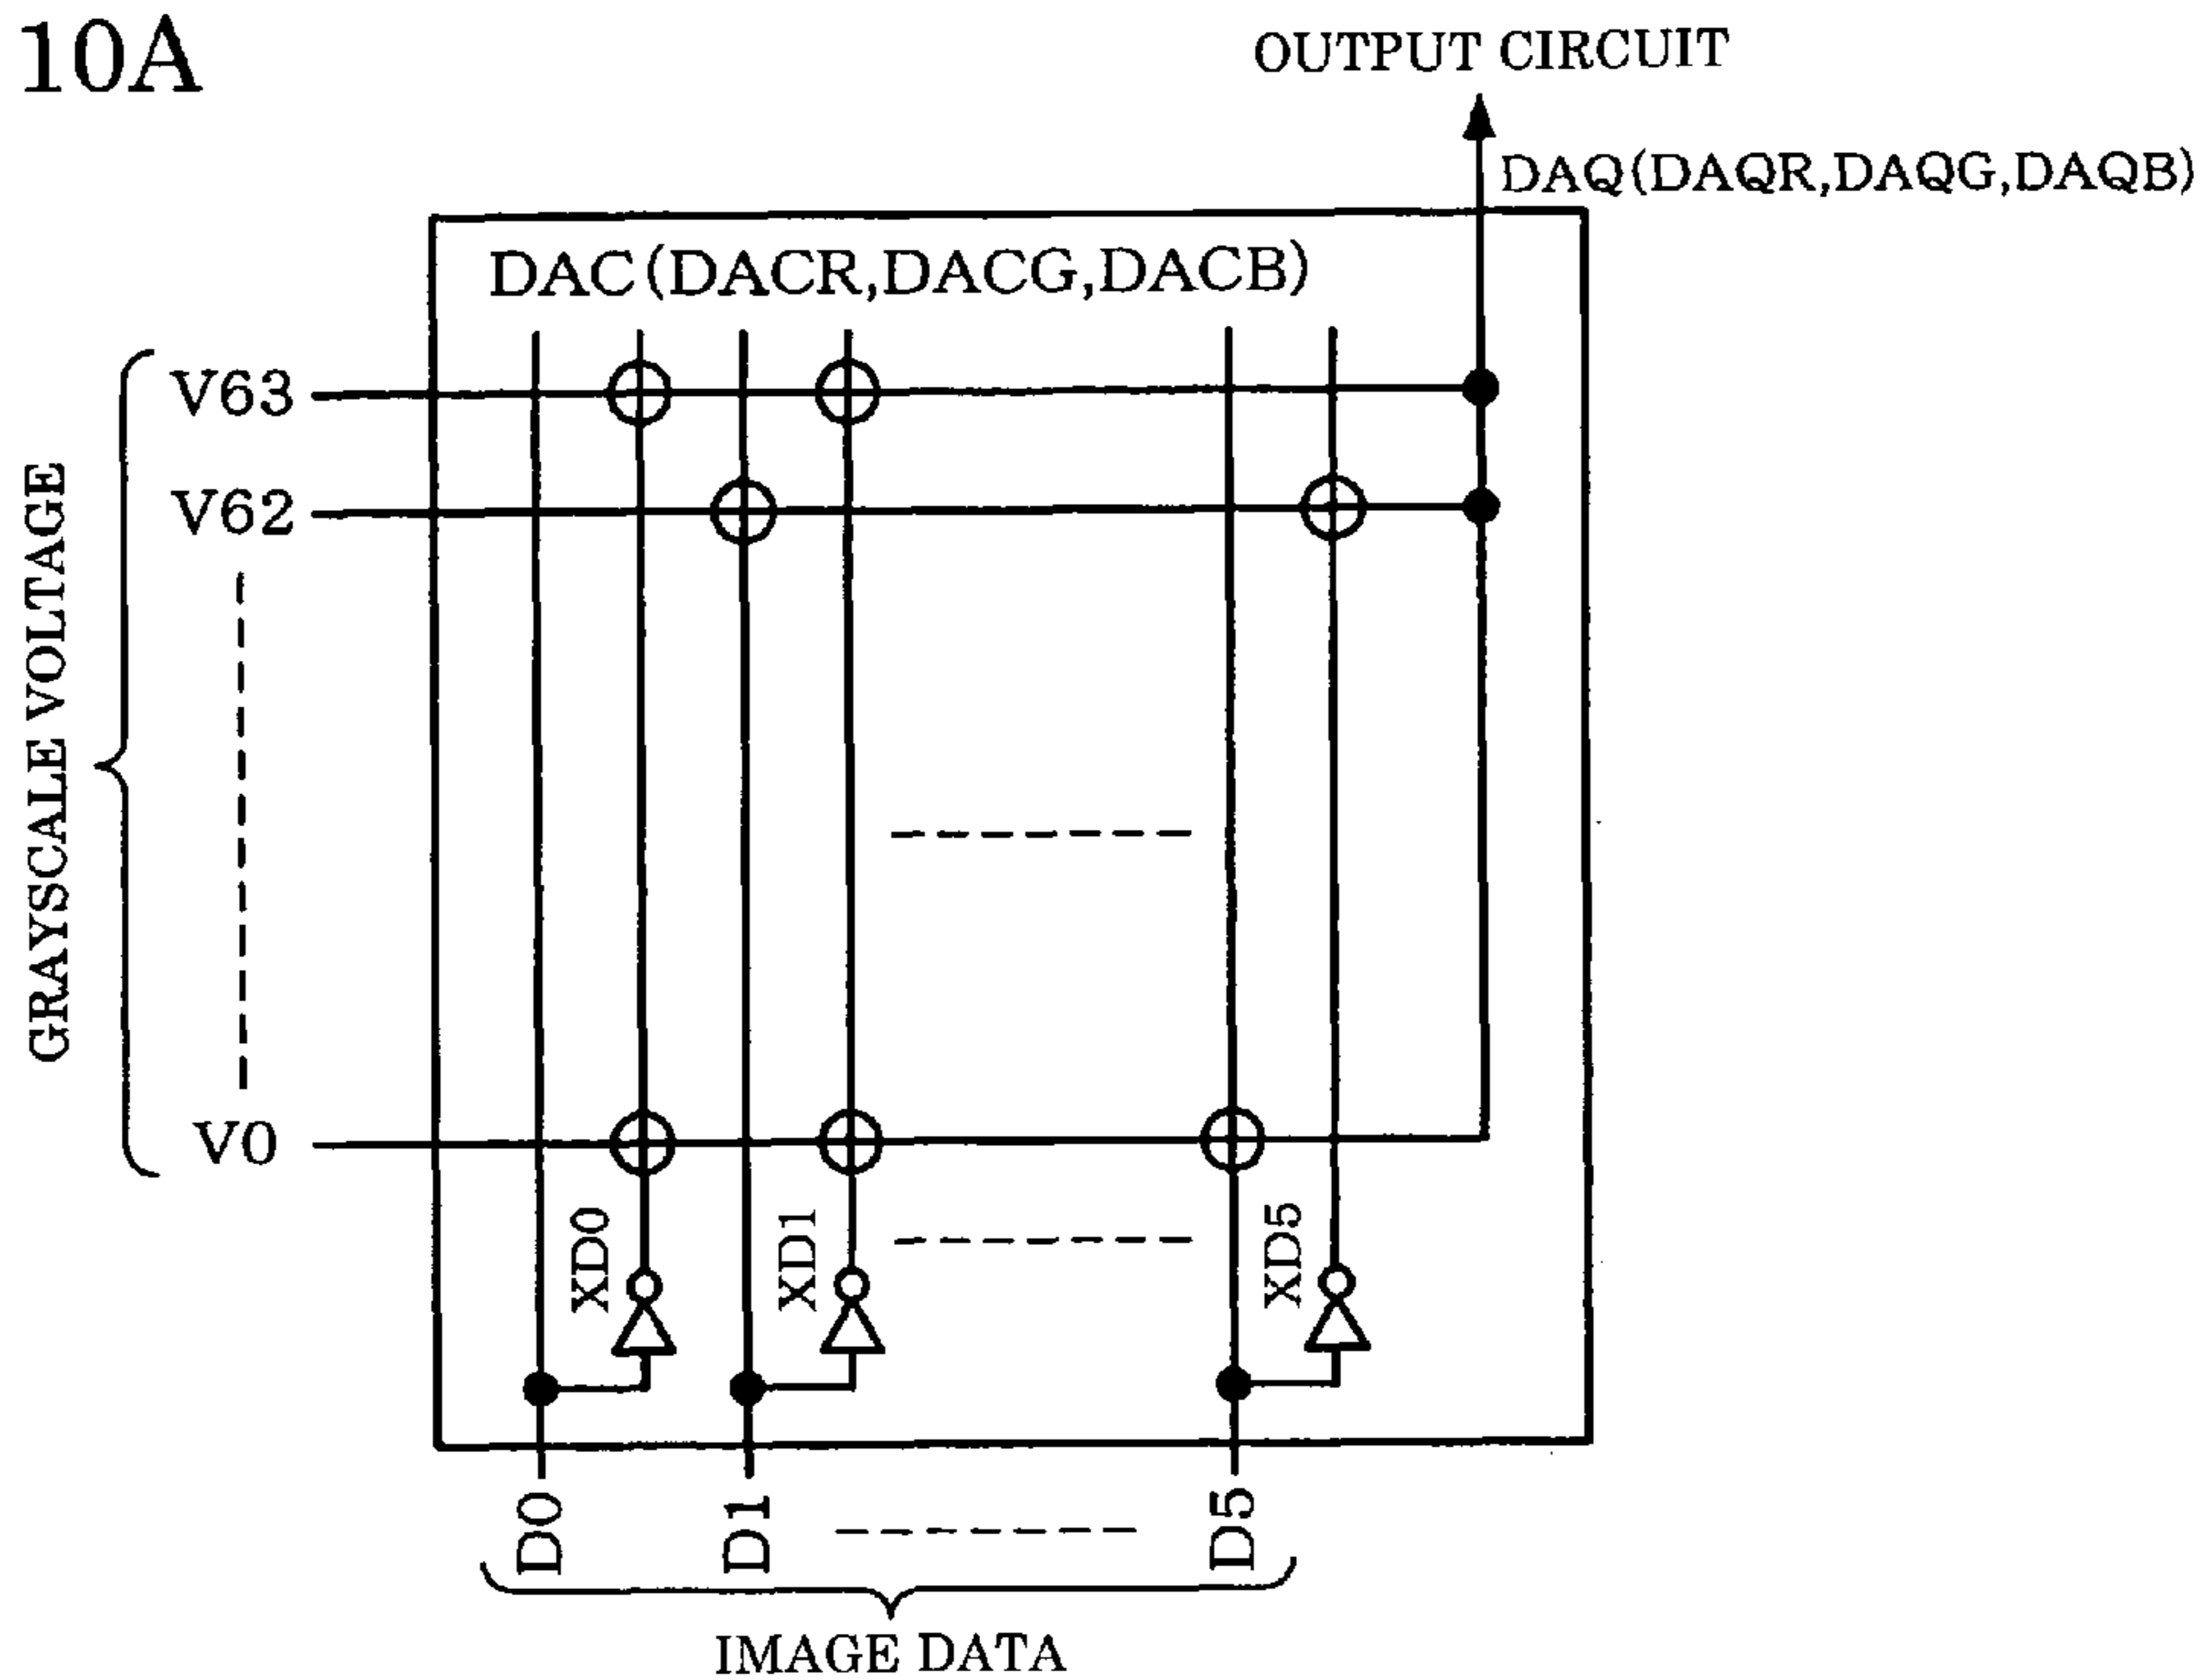 10A
OUTPUT CIRCUIT
DAQ(DAQR,DAQG,DAQB)
DAC(DACR,DACG,DACB)
GRAYSCALE VOLTAGE
V63
V62
V0
XD0
XD1
XD5
D0
D1
D5
IMAGE DATA